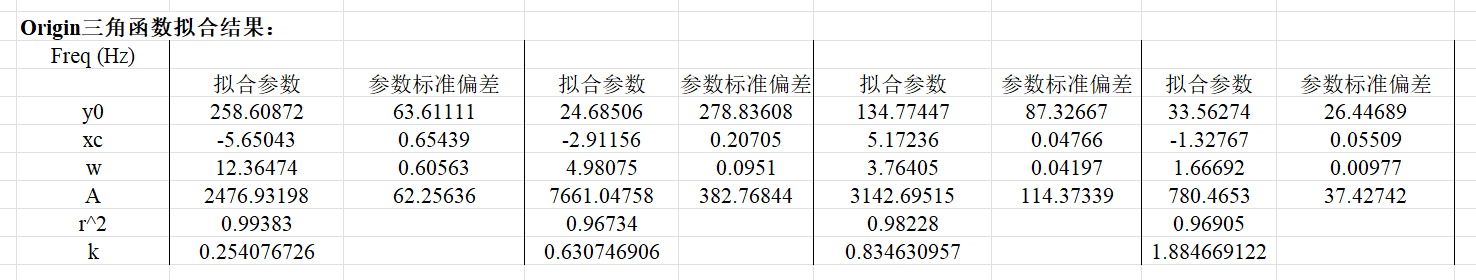 Origin三角函数拟合结果：
Freq (Hz)
拟合参数 参数标准偏差 拟合参数 参数标准偏差 拟合参数 参数标准偏差 拟合参数 参数标准偏差
y0 258.60872 63.61111 24.68506 278.83608 134.77447 87.32667 33.56274 26.44689
xc -5.65043 0.65439 -2.91156 0.20705 5.17236 0.04766 -1.32767 0.05509
w 12.36474 0.60563 4.98075 0.0951 3.76405 0.04197 1.66692 0.00977
A 2476.93198 62.25636 7661.04758 382.76844 3142.69515 114.37339 780.4653 37.42742
r^2 0.99383 0.96734 0.98228 0.96905
k 0.254076726 0.630746906 0.834630957 1.884669122